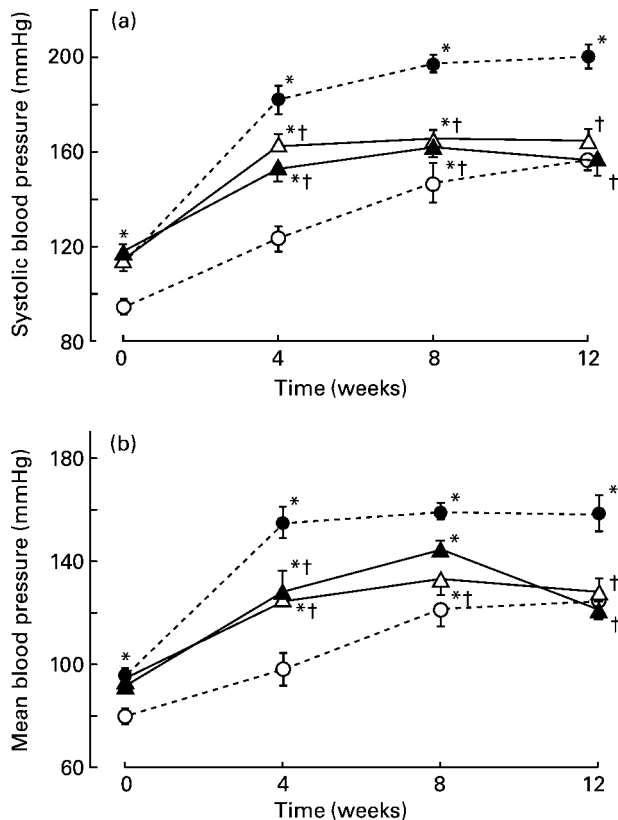 (a)
Systolic blood pressure (mmHg)
200
160
120
80
* * * *
*† *† †
*† *† †
0 4 8 12
Time (weeks)
(b)
Mean blood pressure (mmHg)
180
140
100
60
* * * *
*† * †
*† *† †
0 4 8 12
Time (weeks)